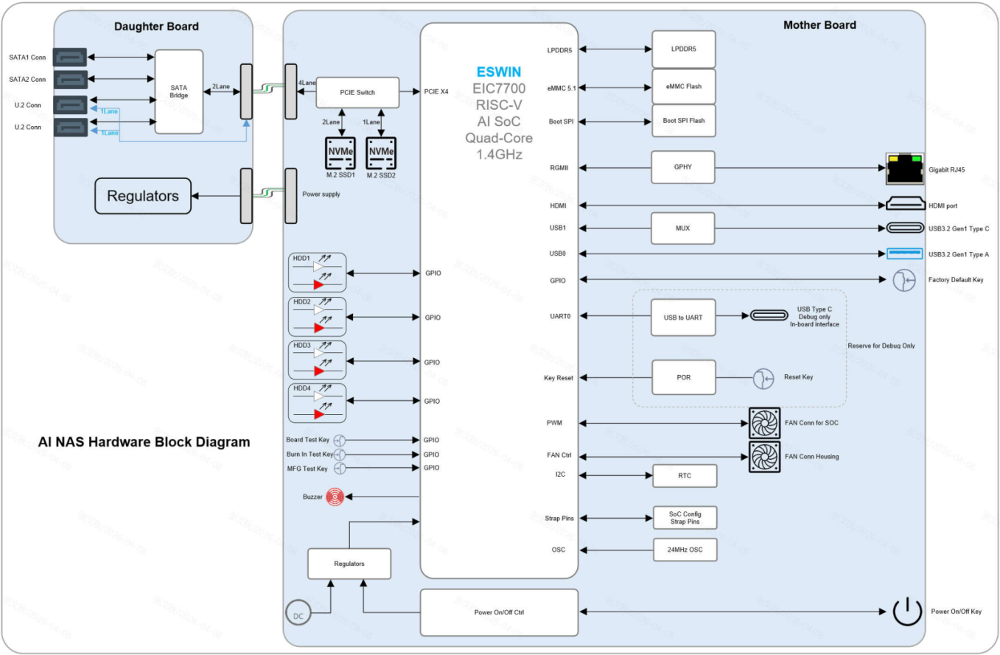 Daughter Board
Mother Board
SATA1 Conn
SATA2 Conn
U.2 Conn
U.2 Conn
SATA
Bridge
1Lane
1Lane
2Lane
4Lane
PCIE Switch
PCIE X4
2Lane
1Lane
NVMe
NVMe
M.2 SSD1
M.2 SSD2
Regulators
Power supply
ESWIN
EIC7700
RISC-V
AI SoC
Quad-Core
1.4GHz
LPDDR5
LPDDR5
eMMC 5.1
eMMC Flash
Boot SPI
Boot SPI Flash
RGMII
GPHY
Gigabit RJ45
HDMI
HDMI port
USB1
MUX
USB3.2 Gen1 Type C
USB0
USB3.2 Gen1 Type A
GPIO
Factory Default Key
UART0
USB to UART
USB Type C
Debug only
In-board interface
Reserve for Debug Only
Key Reset
POR
Reset Key
PWM
FAN Conn for SOC
FAN Ctrl
FAN Conn Housing
I2C
RTC
Strap Pins
SoC Config
Strap Pins
OSC
24MHz OSC
HDD1
GPIO
HDD2
GPIO
HDD3
GPIO
HDD4
GPIO
AI NAS Hardware Block Diagram
Board Test Key
GPIO
Burn In Test Key
GPIO
MFG Test Key
GPIO
Buzzer
Regulators
DC
Power On/Off Ctrl
Power On/Off Key